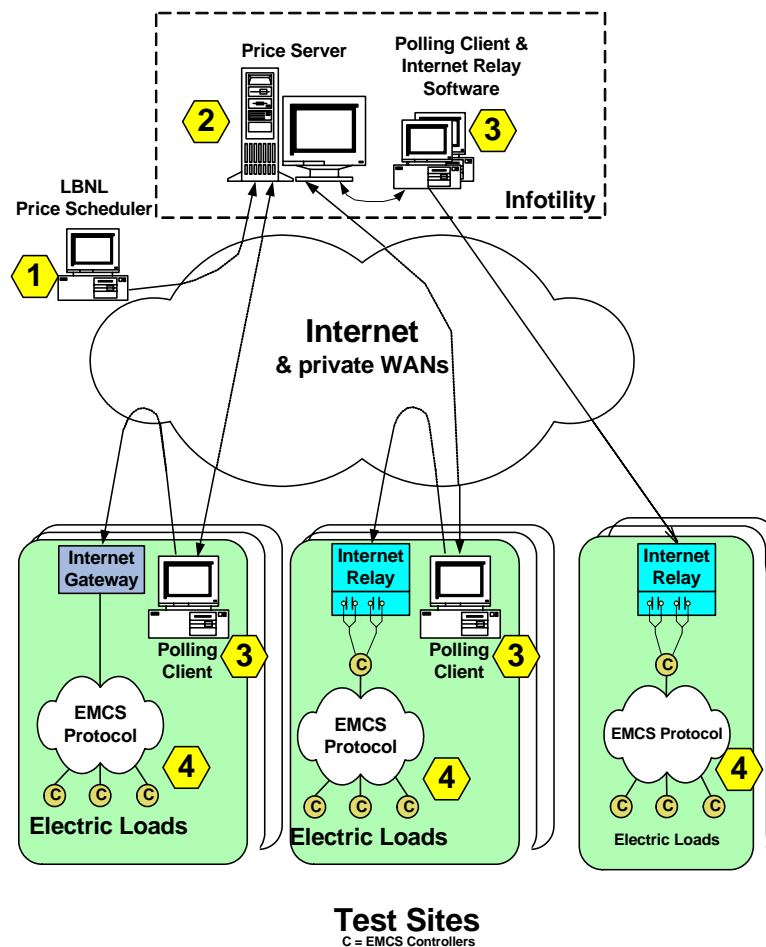 Price Server
Polling Client &
Internet Relay
Software
2
3
Infotility
LBNL
Price Scheduler
1
Internet
& private WANs
Internet
Gateway
Polling
Client
3
EMCS
Protocol
4
C
C
C
Electric Loads
Internet
Relay
Polling
Client
3
C
EMCS
Protocol
4
C
C
C
Electric Loads
Internet
Relay
C
EMCS Protocol
4
C
C
C
Electric Loads
Test Sites
C = EMCS Controllers